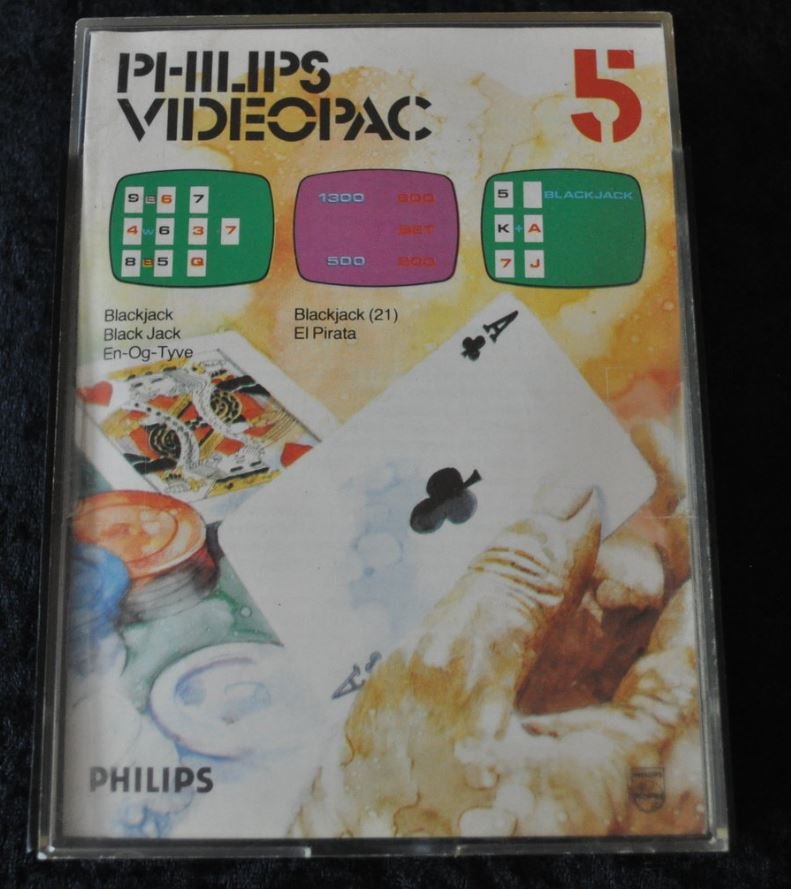 PHILIPS
VIDEOPAC
5
9 6 7
4 W 6 3 7
8 5 Q
1300
BET
500
5 BLACKJACK
K + A
7 J
Blackjack
Black Jack
En-Og-Tyve
Blackjack (21)
El Pirata
A
A
PHILIPS